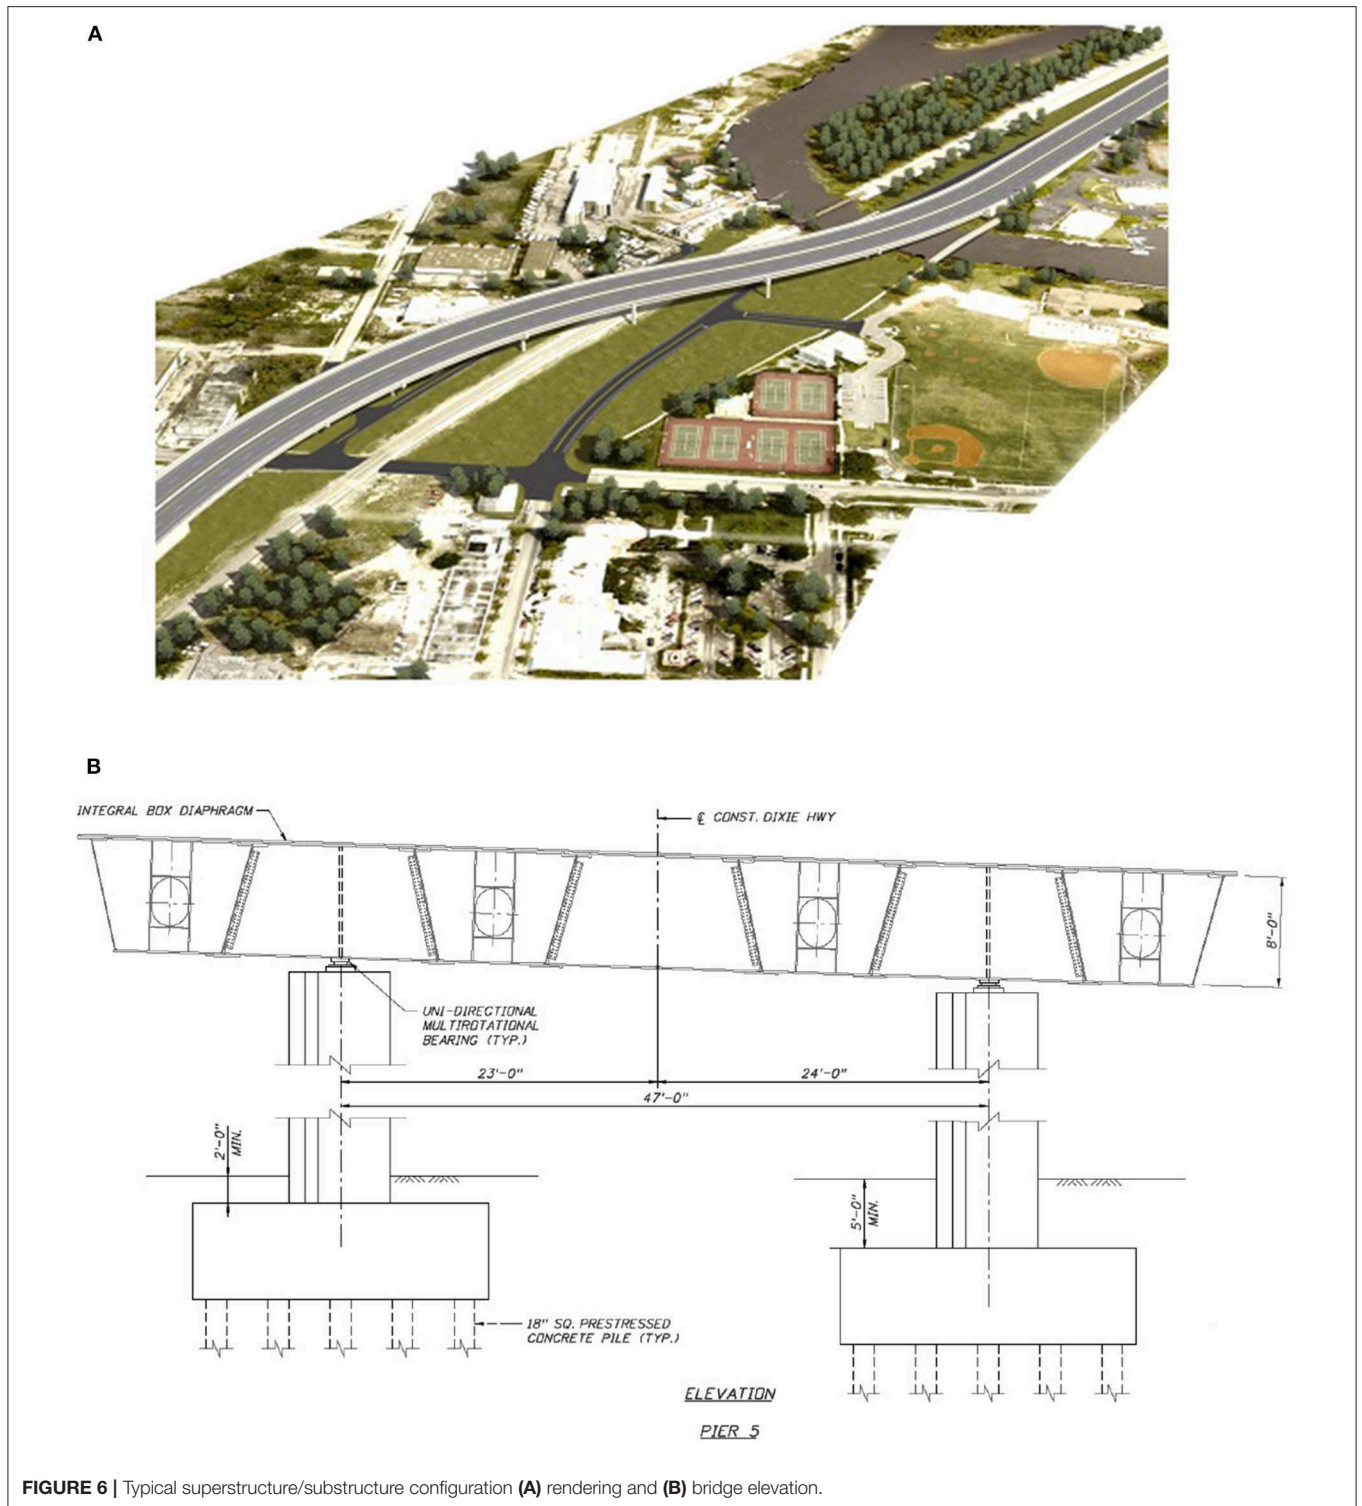 A
B
INTEGRAL BOX DIAPHRAGM
℄ CONST. DIXIE HWY
8'-0"
UNI-DIRECTIONAL
MULTIROTATIONAL
BEARING (TYP.)
23'-0"
24'-0"
47'-0"
2'-0"
MIN.
5'-0"
MIN.
18" SQ. PRESTRESSED
CONCRETE PILE (TYP.)
ELEVATION
PIER 5
FIGURE 6 | Typical superstructure/substructure configuration (A) rendering and (B) bridge elevation.